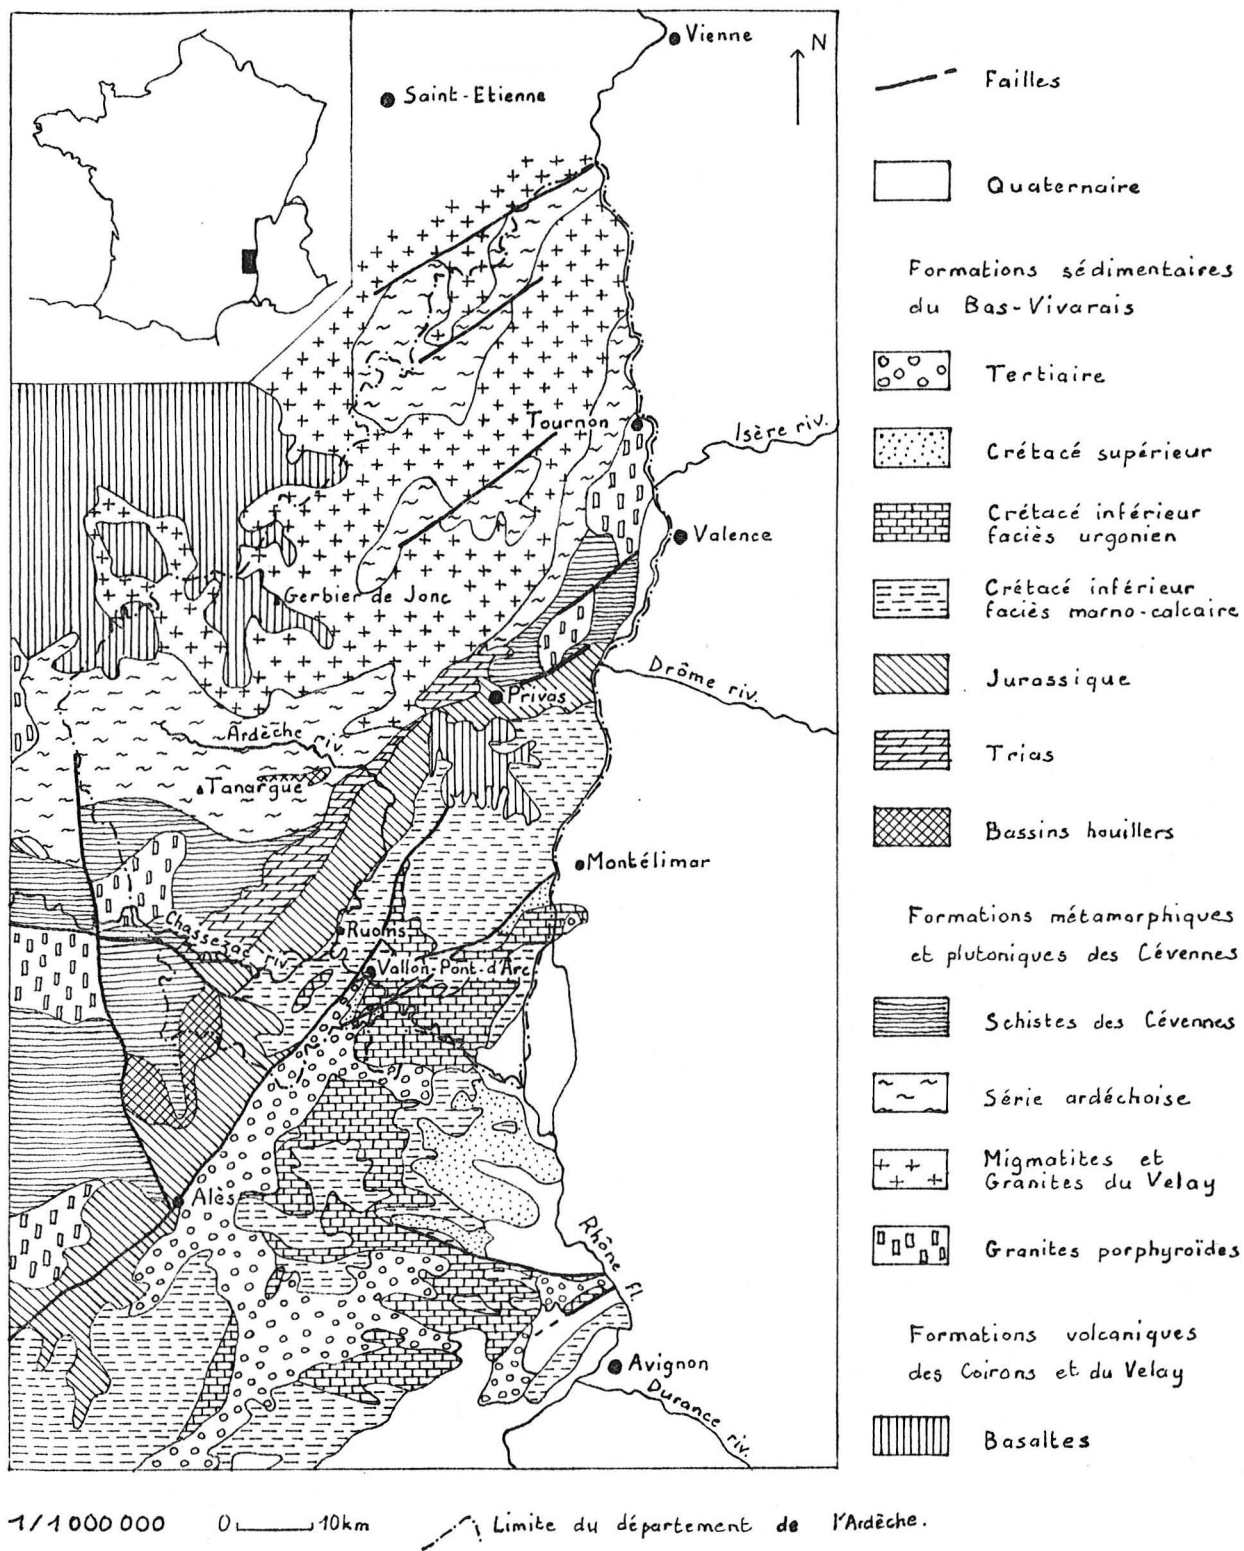 Vienne
N
Saint-Etienne
Tournon
Isère riv.
Valence
Gerbier de Jonc
Drôme riv.
Privas
Ardèche riv.
Tanargue
Montélimar
Chassezac riv.
Ruoms
Vallon-Pont-d'Arc
Alès
Rhône fl.
Avignon
Durance riv.
Failles
Quaternaire
Formations sédimentaires
du Bas-Vivarais
Tertiaire
Crétacé supérieur
Crétacé inférieur
faciès urgonien
Crétacé inférieur
faciès marno-calcaire
Jurassique
Trias
Bassins houillers
Formations métamorphiques
et plutoniques des Cévennes
Schistes des Cévennes
Série ardéchoise
Migmatites et
Granites du Velay
Granites porphyroïdes
Formations volcaniques
des Coirons et du Velay
Basaltes
1/1000000
0 10km
Limite du département de l'Ardèche.